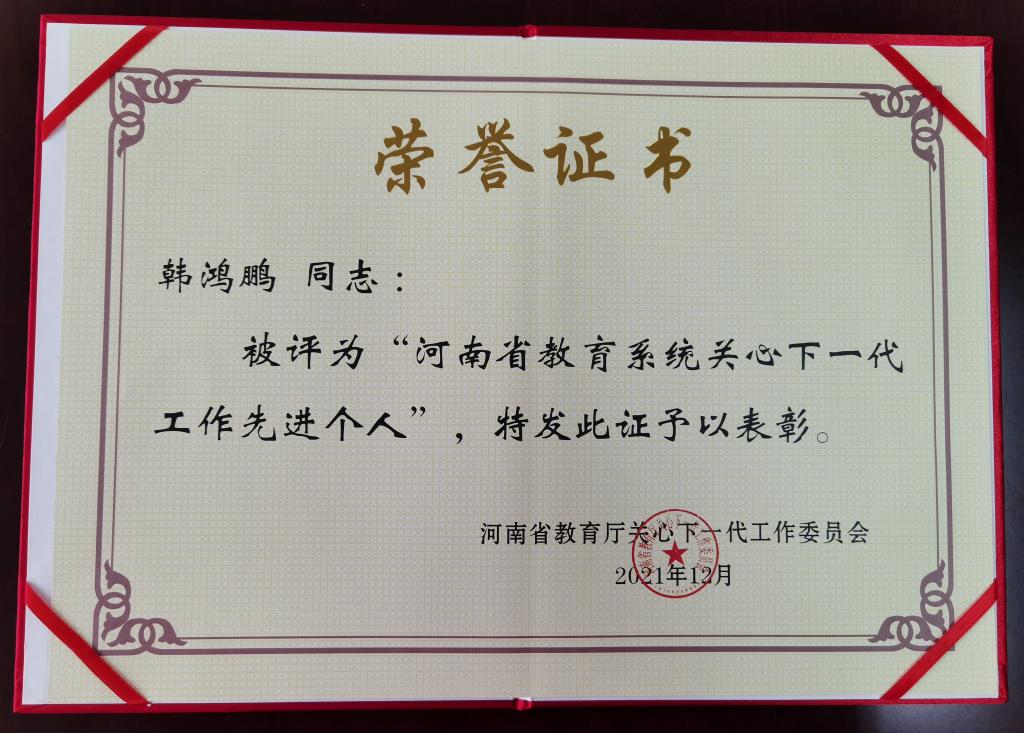 荣誉证书
韩鸿鹏 同志：
被评为“河南省教育系统关心下一代
工作先进个人”，特发此证予以表彰。
河南省教育厅关心下一代工作委员会
2021年12月